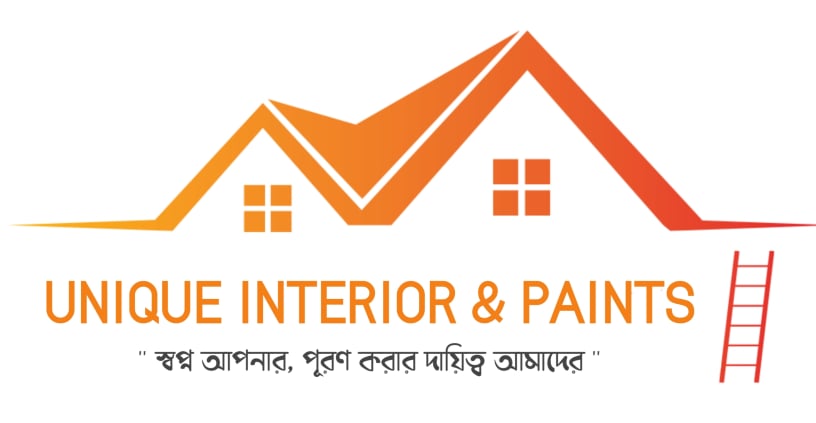 UNIQUE INTERIOR & PAINTS
" স্বপ্ন আপনার, পূরণ করার দায়িত্ব আমাদের "